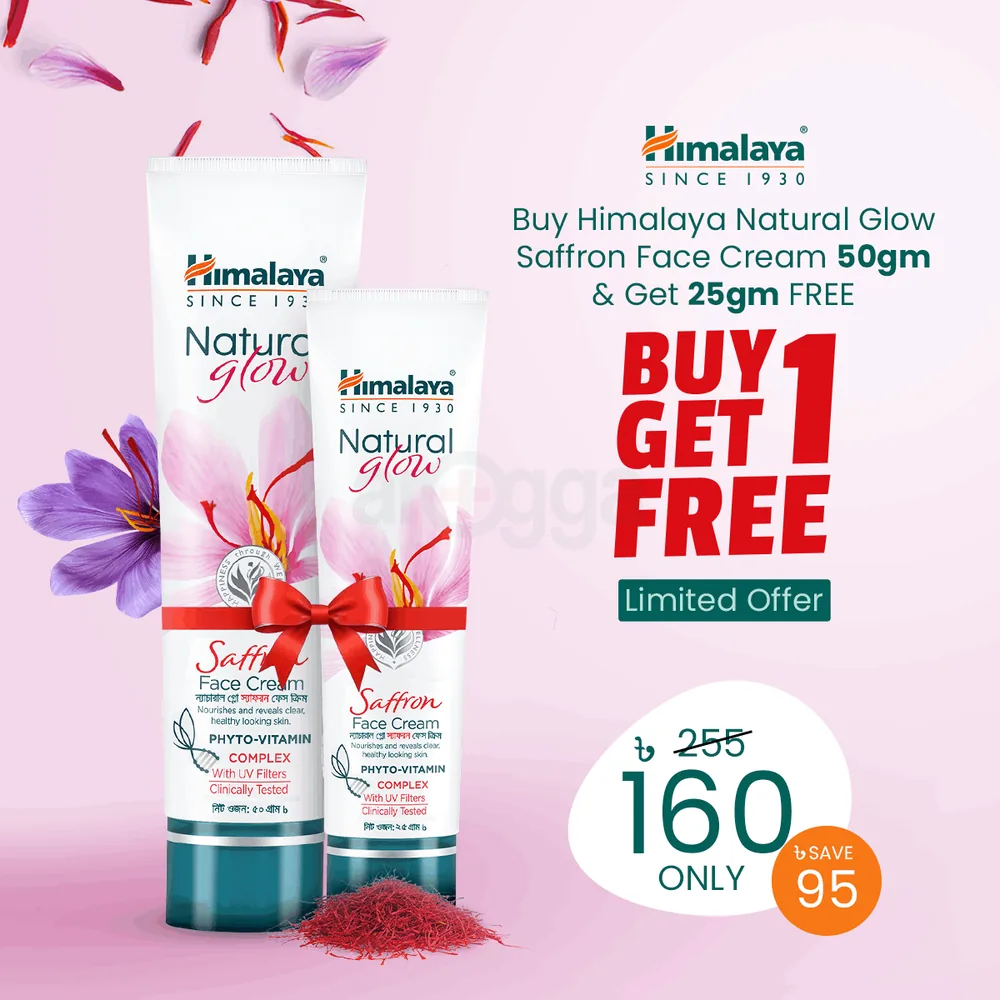 Himalaya®
SINCE 1930
Buy Himalaya Natural Glow
Saffron Face Cream 50gm
& Get 25gm FREE
BUY 1
GET
FREE
Limited Offer
৳ 255
160
ONLY
৳ SAVE
95
Himalaya®
SINCE
Natural
glow
HAPPINESS through
Saffron
Face Cream
ন্যাচারাল গ্লো স্যাফরন ফেস ক্রিম
Nourishes and reveals clear,
healthy looking skin.
PHYTO-VITAMIN
COMPLEX
With UV Filters
Clinically Tested
নিট ওজন: ৫০ গ্রাম ৳
Himalaya®
SINCE 1930
Natural
glow
Saffron
Face Cream
ন্যাচারাল গ্লো স্যাফরন ফেস ক্রিম
Nourishes and reveals clear,
healthy looking skin.
PHYTO-VITAMIN
COMPLEX
With UV Filters
Clinically Tested
নিট ওজন: ২৫ গ্রাম ৳